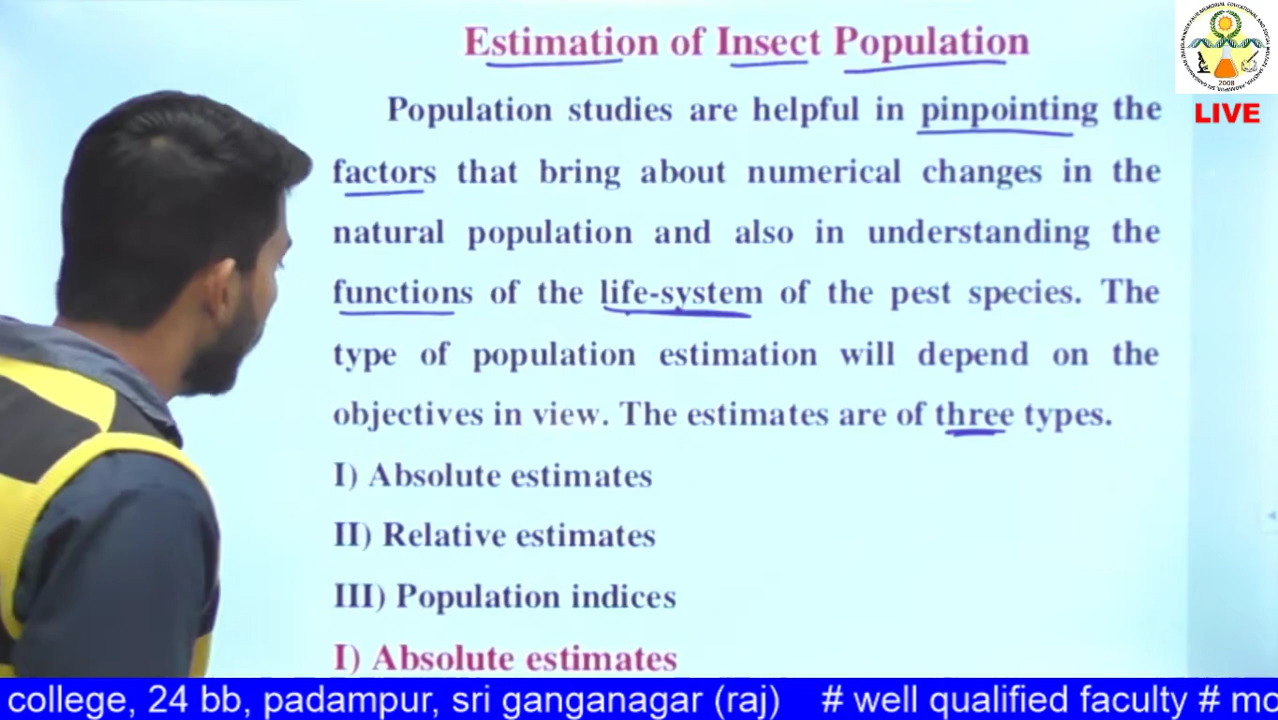 Estimation of Insect Population
Population studies are helpful in pinpointing the
factors that bring about numerical changes in the
natural population and also in understanding the
functions of the life-system of the pest species. The
type of population estimation will depend on the
objectives in view. The estimates are of three types.
I) Absolute estimates
II) Relative estimates
III) Population indices
I) Absolute estimates
2008
LIVE
college, 24 bb, padampur, sri ganganagar (raj) # well qualified faculty # mo